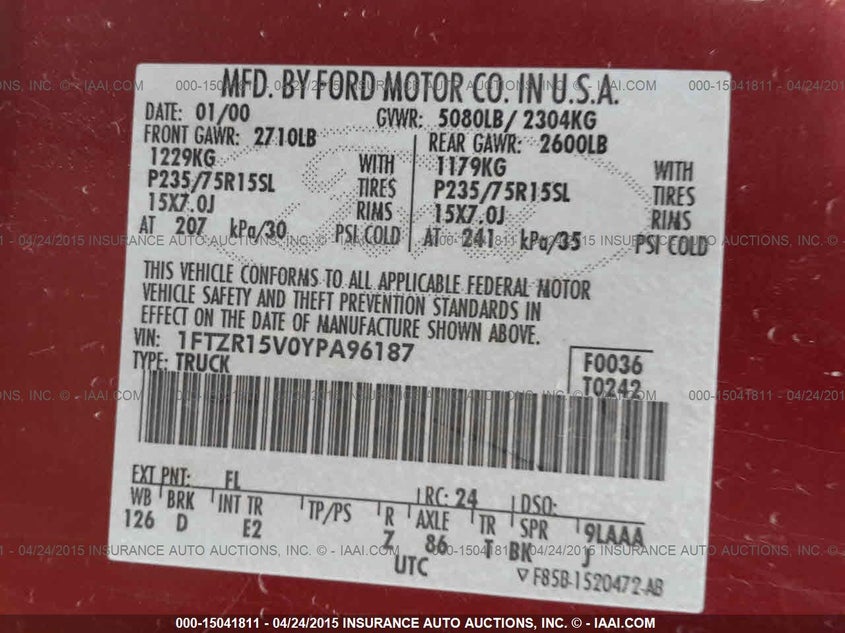 MFD. BY FORD MOTOR CO. IN U.S.A.
DATE: 01/00 GVWR: 5080LB/ 2304KG
FRONT GAWR: 2710LB REAR GAWR: 2600LB
1229KG WITH 1179KG WITH
P235/75R15SL TIRES P235/75R15SL TIRES
15X7.0J RIMS 15X7.0J RIMS
AT 207 kPa/30 PSI COLD AT 241 kPa/35 PSI COLD
THIS VEHICLE CONFORMS TO ALL APPLICABLE FEDERAL MOTOR
VEHICLE SAFETY AND THEFT PREVENTION STANDARDS IN
EFFECT ON THE DATE OF MANUFACTURE SHOWN ABOVE.
VIN: 1FTZR15V0YPA96187
TYPE: TRUCK
F0036
T0242
EXT PNT: FL RC: 24 DSO:
WB BRK INT TR TP/PS R AXLE TR SPR 9LAAA
126 D E2 Z 86 T BK J
UTC
▽ F85B-1520472-AB
000-15041811 - 04/24/2015 INSURANCE AUTO AUCTIONS, INC. - © IAAI.COM